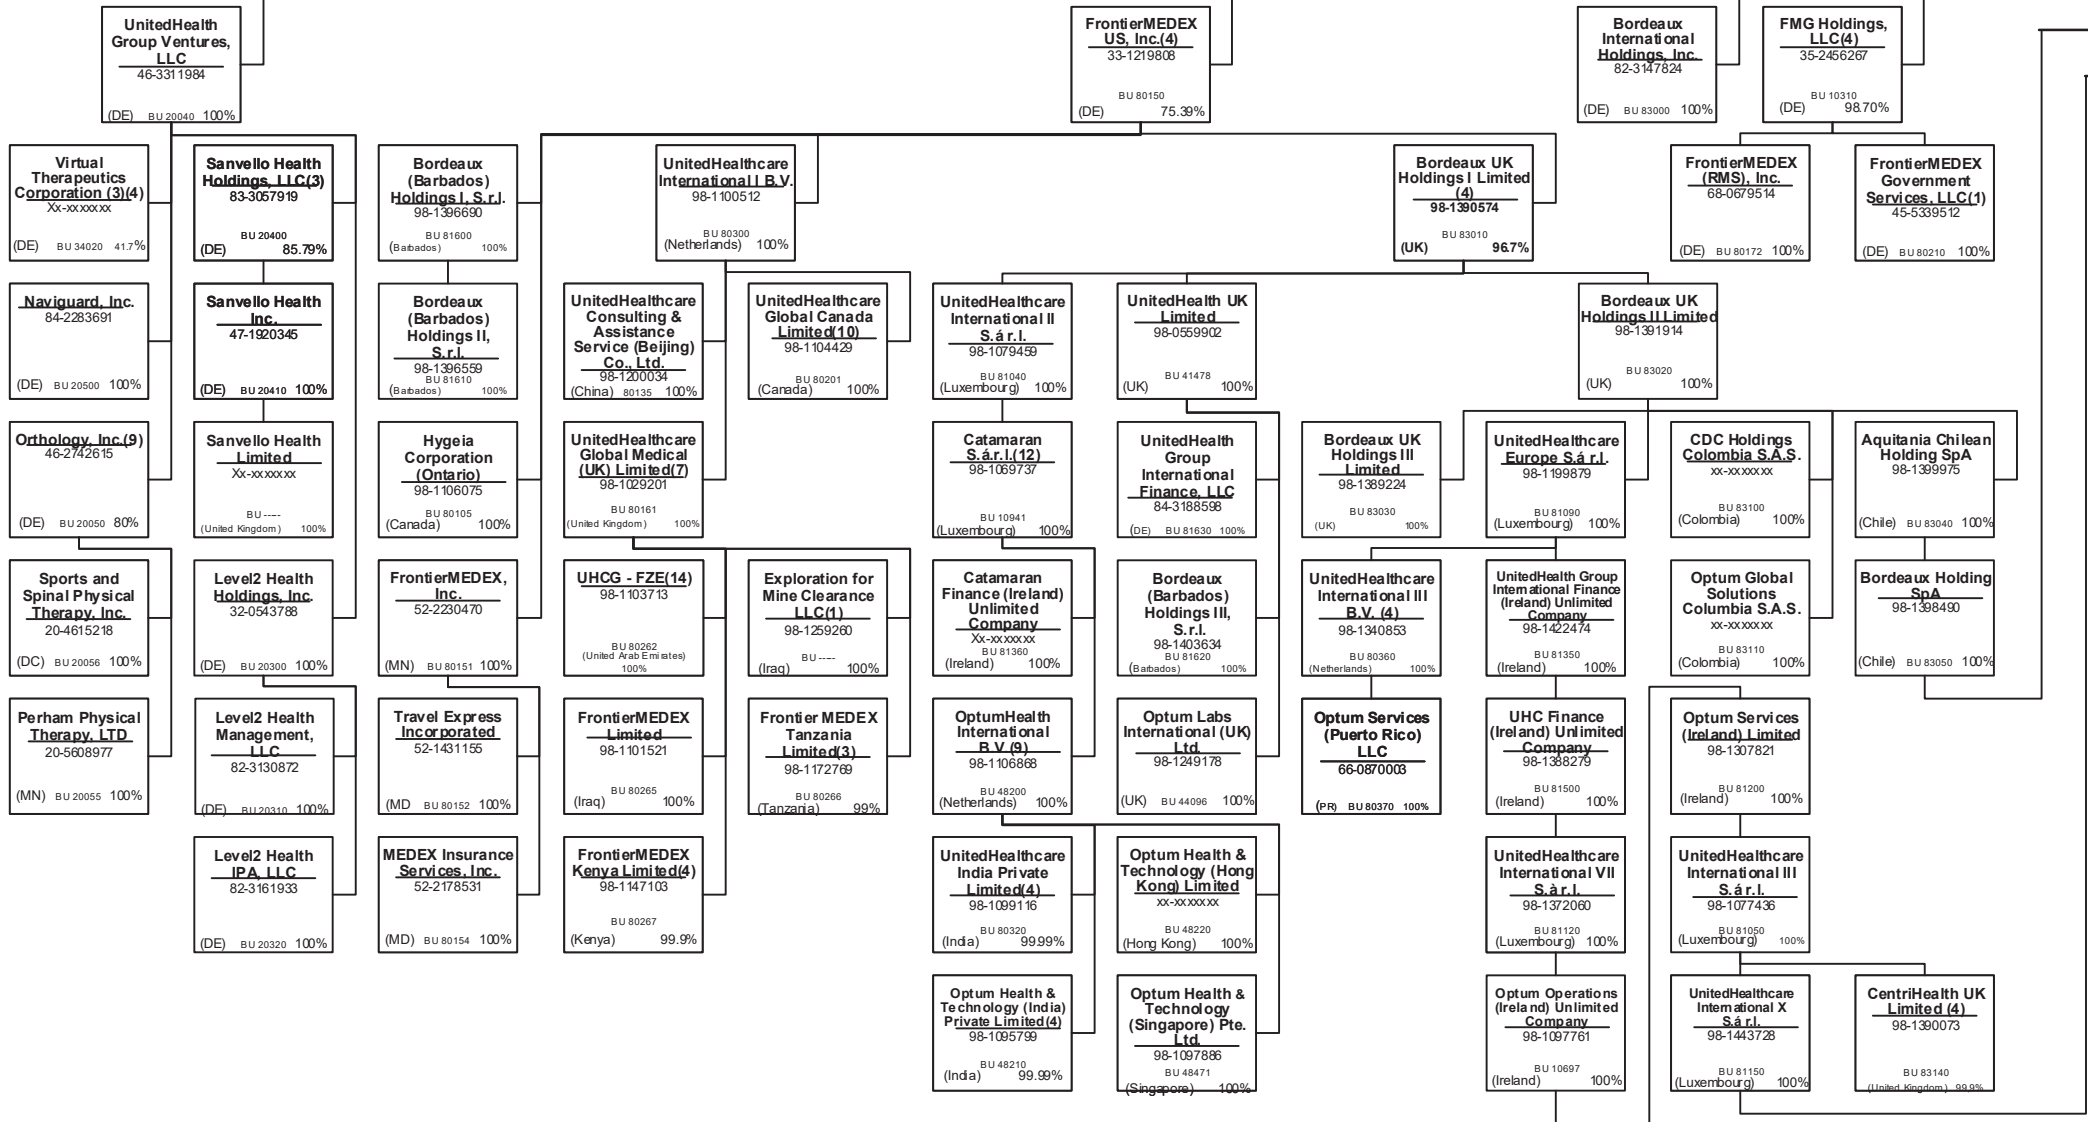 UnitedHealth
Group Ventures,
LLC
46-3311984
(DE) BU 20040 100%
FrontierMEDEX
US, Inc.(4)
33-1219808
BU 80150
(DE) 75.39%
Bordeaux
International
Holdings, Inc.
82-3147824
(DE) BU 83000 100%
FMG Holdings,
LLC(4)
35-2456267
BU 10310
(DE) 98.70%
Virtual
Therapeutics
Corporation (3)(4)
Xx-xxxxxxx
(DE) BU 34020 41.7%
Sanvello Health
Holdings, LLC(3)
83-3057919
BU 20400
(DE) 85.79%
Bordeaux
(Barbados)
Holdings I, S.r.l.
98-1396690
BU 81600
(Barbados) 100%
UnitedHealthcare
International I B.V.
98-1100512
BU 80300
(Netherlands) 100%
Bordeaux UK
Holdings I Limited
(4)
98-1390574
BU 83010
(UK) 96.7%
FrontierMEDEX
(RMS), Inc.
68-0679514
(DE) BU 80172 100%
FrontierMEDEX
Government
Services, LLC(1)
45-5339512
(DE) BU 80210 100%
Naviguard, Inc.
84-2283691
(DE) BU 20500 100%
Sanvello Health
Inc.
47-1920345
(DE) BU 20410 100%
Bordeaux
(Barbados)
Holdings II,
S.r.l.
98-1396559
BU 81610
(Barbados) 100%
UnitedHealthcare
Consulting &
Assistance
Service (Beijing)
Co., Ltd.
98-1200034
(China) 80135 100%
UnitedHealthcare
Global Canada
Limited(10)
98-1104429
BU 80201
(Canada) 100%
UnitedHealthcare
International II
S.á r.l.
98-1079459
BU 81040
(Luxembourg) 100%
UnitedHealth UK
Limited
98-0559902
BU 41478
(UK) 100%
Bordeaux UK
Holdings II Limited
98-1391914
BU 83020
(UK) 100%
Orthology, Inc.(9)
46-2742615
(DE) BU 20050 80%
Sanvello Health
Limited
Xx-xxxxxxx
BU -----
(United Kingdom) 100%
Hygeia
Corporation
(Ontario)
98-1106075
BU 80105
(Canada) 100%
UnitedHealthcare
Global Medical
(UK) Limited(7)
98-1029201
BU 80161
(United Kingdom) 100%
Catamaran
S.á r.l.(12)
98-1069737
BU 10941
(Luxembourg) 100%
UnitedHealth
Group
International
Finance, LLC
84-3188598
(DE) BU 81630 100%
Bordeaux UK
Holdings III
Limited
98-1389224
BU 83030
(UK) 100%
UnitedHealthcare
Europe S.á r.l.
98-1199879
BU 81090
(Luxembourg) 100%
CDC Holdings
Colombia S.A.S.
xx-xxxxxxx
BU 83100
(Colombia) 100%
Aquitania Chilean
Holding SpA
98-1399975
(Chile) BU 83040 100%
Sports and
Spinal Physical
Therapy, Inc.
20-4615218
(DC) BU 20056 100%
Level2 Health
Holdings, Inc.
32-0543788
(DE) BU 20300 100%
FrontierMEDEX,
Inc.
52-2230470
(MN) BU 80151 100%
UHCG - FZE(14)
98-1103713
BU 80262
(United Arab Emirates)
100%
Exploration for
Mine Clearance
LLC(1)
98-1259260
BU -----
(Iraq) 100%
Catamaran
Finance (Ireland)
Unlimited
Company
Xx-xxxxxxx
BU 81360
(Ireland) 100%
Bordeaux
(Barbados)
Holdings III,
S.r.l.
98-1403634
BU 81620
(Barbados) 100%
UnitedHealthcare
International III
B.V. (4)
98-1340853
BU 80360
(Netherlands) 100%
UnitedHealth Group
International Finance
(Ireland) Unlimited
Company
98-1422474
BU 81350
(Ireland) 100%
Optum Global
Solutions
Columbia S.A.S.
xx-xxxxxxx
BU 83110
(Colombia) 100%
Bordeaux Holding
SpA
98-1398490
(Chile) BU 83050 100%
Perham Physical
Therapy, LTD
20-5608977
(MN) BU 20055 100%
Level2 Health
Management,
LLC
82-3130872
(DE) BU 20310 100%
Travel Express
Incorporated
52-1431155
(MD BU 80152 100%
FrontierMEDEX
Limited
98-1101521
BU 80265
(Iraq) 100%
Frontier MEDEX
Tanzania
Limited(3)
98-1172769
BU 80266
(Tanzania) 99%
OptumHealth
International
B.V.(9)
98-1106868
BU 48200
(Netherlands) 100%
Optum Labs
International (UK)
Ltd.
98-1249178
(UK) BU 44096 100%
Optum Services
(Puerto Rico)
LLC
66-0870003
(PR) BU 80370 100%
UHC Finance
(Ireland) Unlimited
Company
98-1388279
BU 81500
(Ireland) 100%
Optum Services
(Ireland) Limited
98-1307821
BU 81200
(Ireland) 100%
Level2 Health
IPA, LLC
82-3161933
(DE) BU 20320 100%
MEDEX Insurance
Services, Inc.
52-2178531
(MD) BU 80154 100%
FrontierMEDEX
Kenya Limited(4)
98-1147103
BU 80267
(Kenya) 99.9%
UnitedHealthcare
India Private
Limited(4)
98-1099116
BU 80320
(India) 99.99%
Optum Health &
Technology (Hong
Kong) Limited
xx-xxxxxxx
BU 48220
(Hong Kong) 100%
UnitedHealthcare
International VII
S.à r.l.
98-1372060
BU 81120
(Luxembourg) 100%
UnitedHealthcare
International III
S.á r.l.
98-1077436
BU 81050
(Luxembourg) 100%
Optum Health &
Technology (India)
Private Limited(4)
98-1095799
BU 48210
(India) 99.99%
Optum Health &
Technology
(Singapore) Pte.
Ltd.
98-1097886
BU 48471
(Singapore) 100%
Optum Operations
(Ireland) Unlimited
Company
98-1097761
BU 10697
(Ireland) 100%
UnitedHealthcare
International X
S.á r.l.
98-1443728
BU 81150
(Luxembourg) 100%
CentriHealth UK
Limited (4)
98-1390073
BU 83140
(United Kingdom) 99.9%